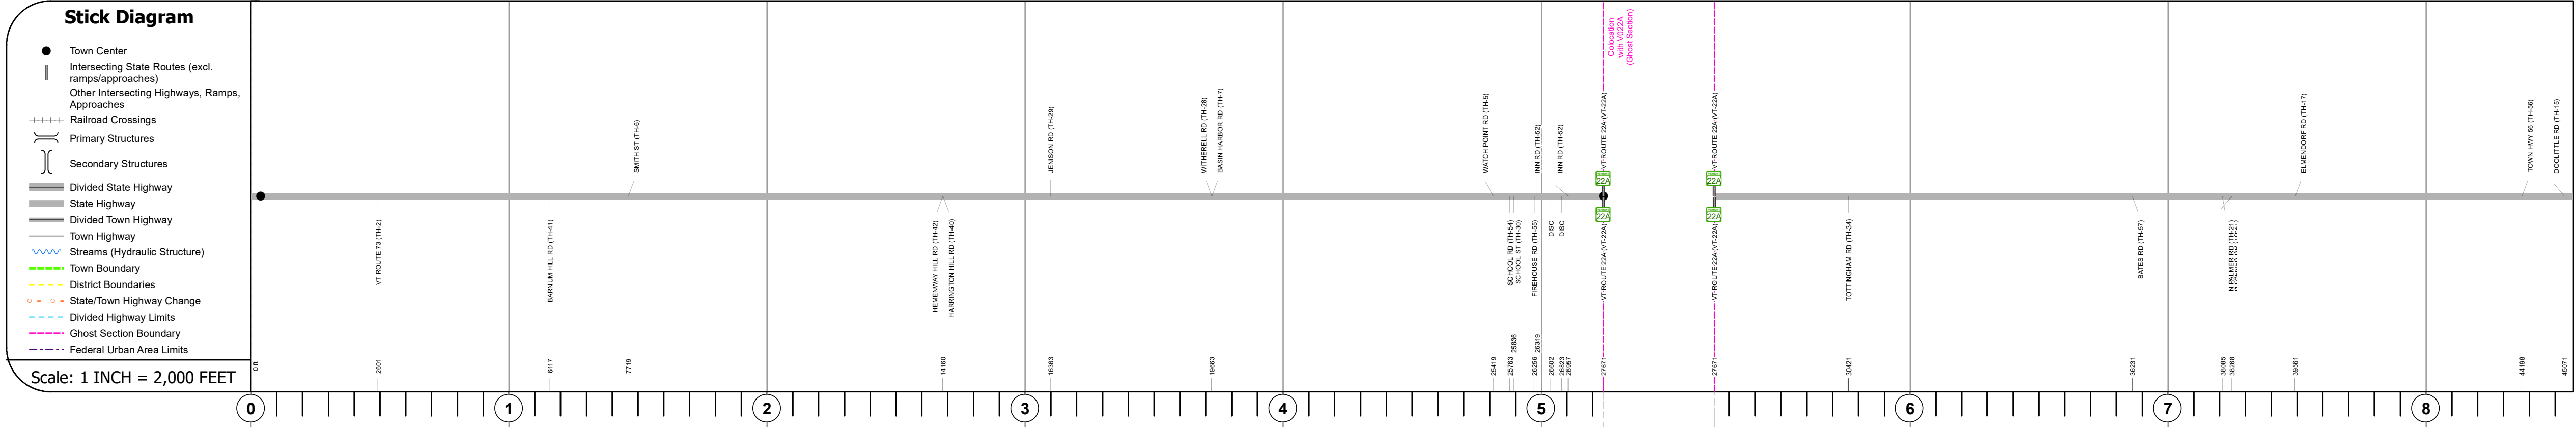 Stick Diagram
Town Center
Intersecting State Routes (excl.
ramps/approaches)
Other Intersecting Highways, Ramps,
Approaches
Railroad Crossings
Primary Structures
Secondary Structures
Divided State Highway
State Highway
Divided Town Highway
Town Highway
Streams (Hydraulic Structure)
Town Boundary
District Boundaries
State/Town Highway Change
Divided Highway Limits
Ghost Section Boundary
Federal Urban Area Limits
Scale: 1 INCH = 2,000 FEET
Colocation
with V022A
(Ghost Section)
SMITH ST (TH-6)
JENISON RD (TH-29)
WITHERELL RD (TH-28)
BASIN HARBOR RD (TH-7)
WATCH POINT RD (TH-5)
INN RD (TH-52)
INN RD (TH-52)
VT ROUTE 22A (VT-22A)
VT ROUTE 22A (VT-22A)
ELMENDORF RD (TH-17)
TOWN HWY 56 (TH-56)
DOOLITTLE RD (TH-15)
22A
22A
22A
22A
VT ROUTE 73 (TH-2)
BARNUM HILL RD (TH-41)
HEMENWAY HILL RD (TH-42)
HARRINGTON HILL RD (TH-40)
SCHOOL RD (TH-54)
SCHOOL ST (TH-30)
FIREHOUSE RD (TH-55)
DISC
DISC
VT ROUTE 22A (VT-22A)
VT ROUTE 22A (VT-22A)
TOTTINGHAM RD (TH-34)
BATES RD (TH-57)
N PALMER RD (TH-21)
0 ft
2601
6117
7719
14160
16363
19663
25419
25763
25836
26256
26319
26602
26823
26957
27671
27671
30421
36231
38085
38268
39561
44198
45071
0
1
2
3
4
5
6
7
8